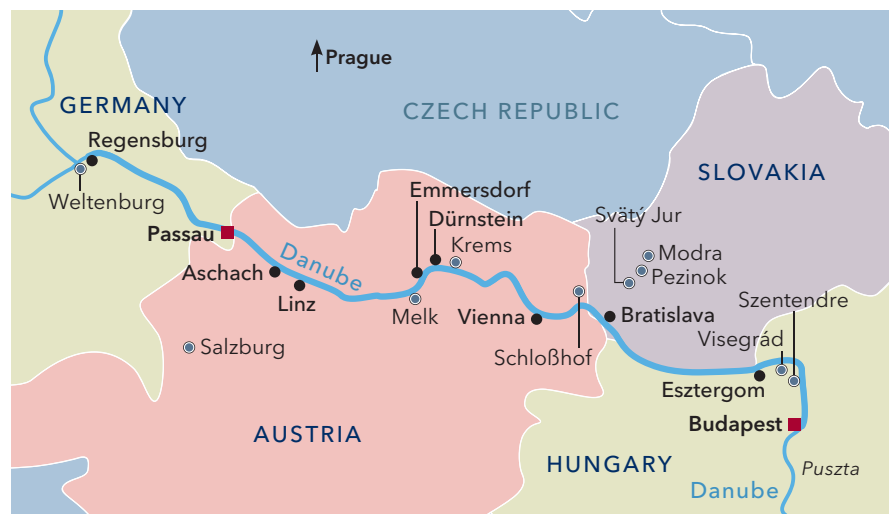 Prague
GERMANY
CZECH REPUBLIC
Regensburg
SLOVAKIA
Weltenburg
Emmersdorf
Dürnstein
Svätý Jur
Passau
Krems
Danube
Modra
Aschach
Pezinok
Linz
Melk
Szentendre
Vienna
Bratislava
Visegrád
Salzburg
Schloßhof
Esztergom
AUSTRIA
Budapest
HUNGARY
Puszta
Danube